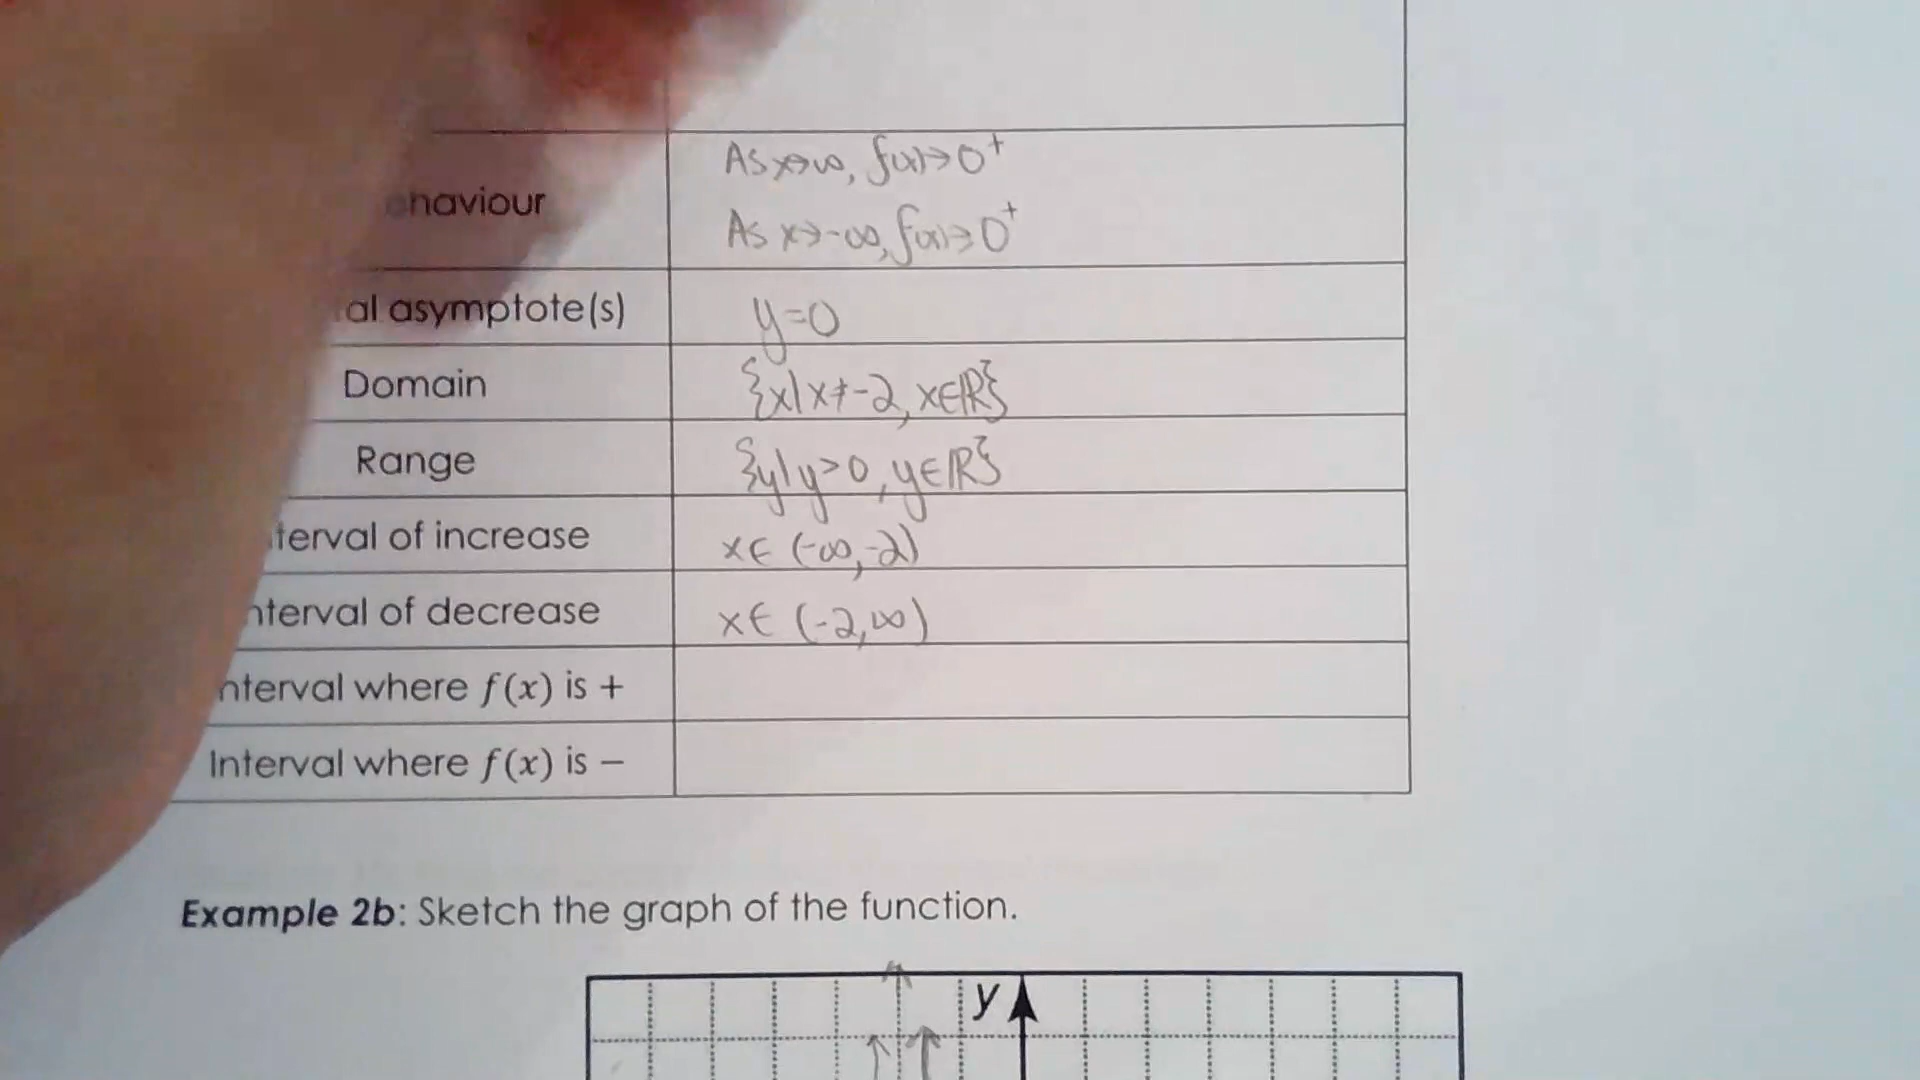 As x→∞, f(x)→0⁺
haviour
As x→-∞, f(x)→0⁺
al asymptote(s)
y=0
Domain
{x|x≠-2, x∈ℝ}
Range
{y|y>0, y∈ℝ}
terval of increase
x∈ (-∞,-2)
nterval of decrease
x∈ (-2,∞)
nterval where f(x) is +
Interval where f(x) is −
Example 2b: Sketch the graph of the function.
y